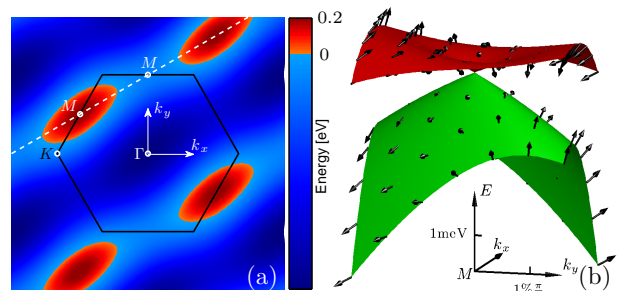 0.2
0
Energy [eV]
M
M
k_y
K
Γ
k_x
(a)
E
1meV
k_x
M
k_y
1% π
(b)